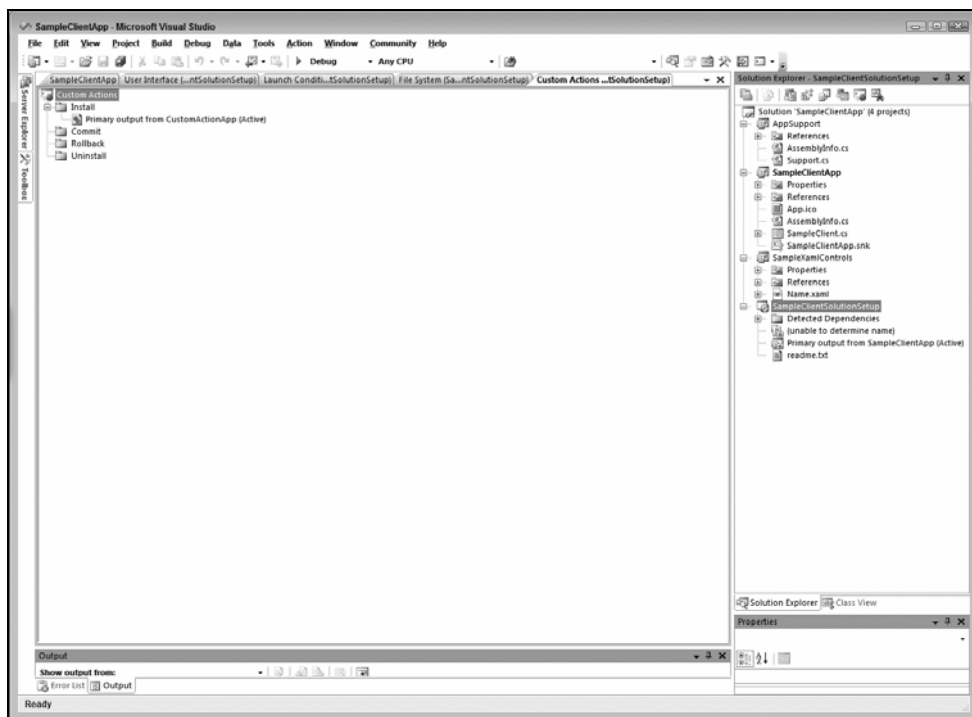 SampleClientApp - Microsoft Visual Studio
File Edit View Project Build Debug Data Tools Action Window Community Help
Debug Any CPU
Server Explorer
Toolbox
SampleClientApp User Interface (...ntSolutionSetup) Launch Conditi...tSolutionSetup) File System (Sa...ntSolutionSetup) Custom Actions ...tSolutionSetup)
Custom Actions
Install
Primary output from CustomActionApp (Active)
Commit
Rollback
Uninstall
Solution Explorer - SampleClientSolutionSetup
Solution 'SampleClientApp' (4 projects)
AppSupport
References
AssemblyInfo.cs
Support.cs
SampleClientApp
Properties
References
App.ico
AssemblyInfo.cs
SampleClient.cs
SampleClientApp.snk
SampleXamlControls
Properties
References
Name.xaml
SampleClientSolutionSetup
Detected Dependencies
(unable to determine name)
Primary output from SampleClientApp (Active)
readme.txt
Solution Explorer Class View
Properties
Output
Show output from:
Error List Output
Ready